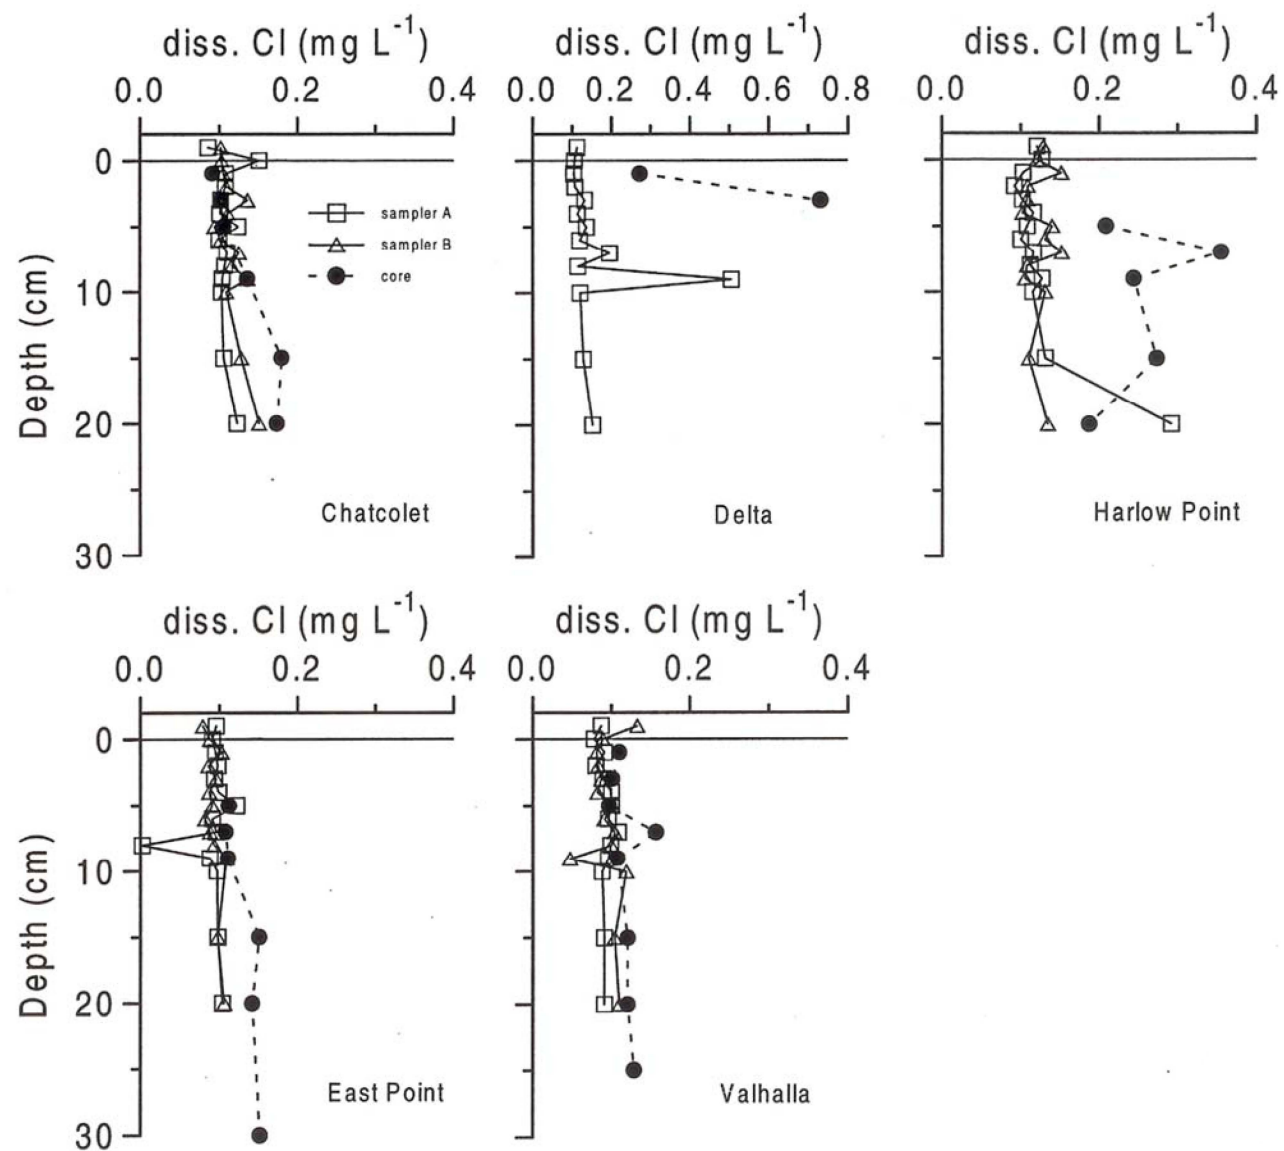 diss. Cl (mg L-1) diss. Cl (mg L-1) diss. Cl (mg L-1)
0.0 0.2 0.4 0.0 0.2 0.4 0.6 0.8 0.0 0.2 0.4
0
sampler A
sampler B
core
10
Depth (cm)
20
Chatcolet Delta Harlow Point
30
diss. Cl (mg L-1) diss. Cl (mg L-1)
0.0 0.2 0.4 0.0 0.2 0.4
0
10
Depth (cm)
20
East Point Valhalla
30